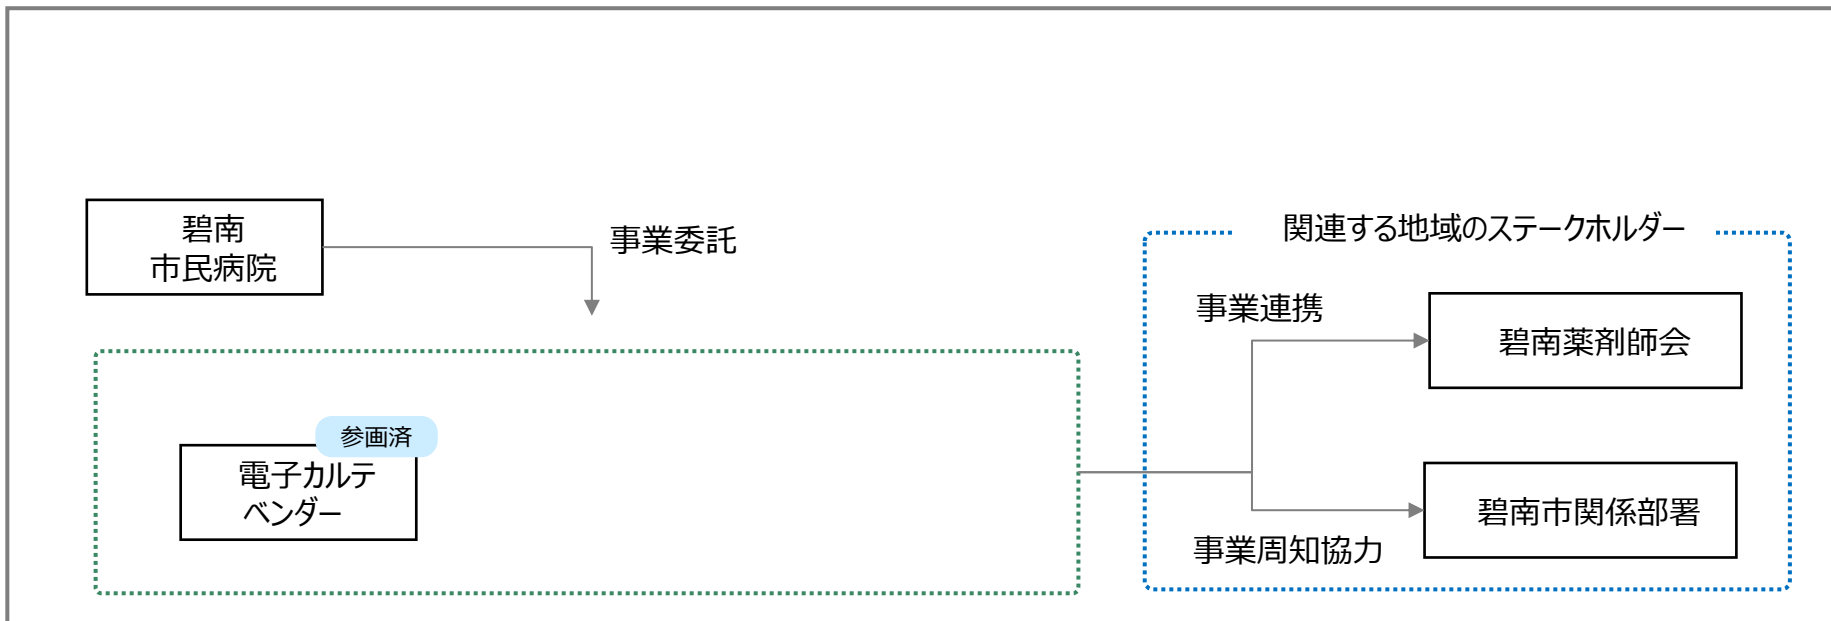 碧南
市民病院
事業委託
関連する地域のステークホルダー
事業連携
碧南薬剤師会
参画済
電子カルテ
ベンダー
碧南市関係部署
事業周知協力